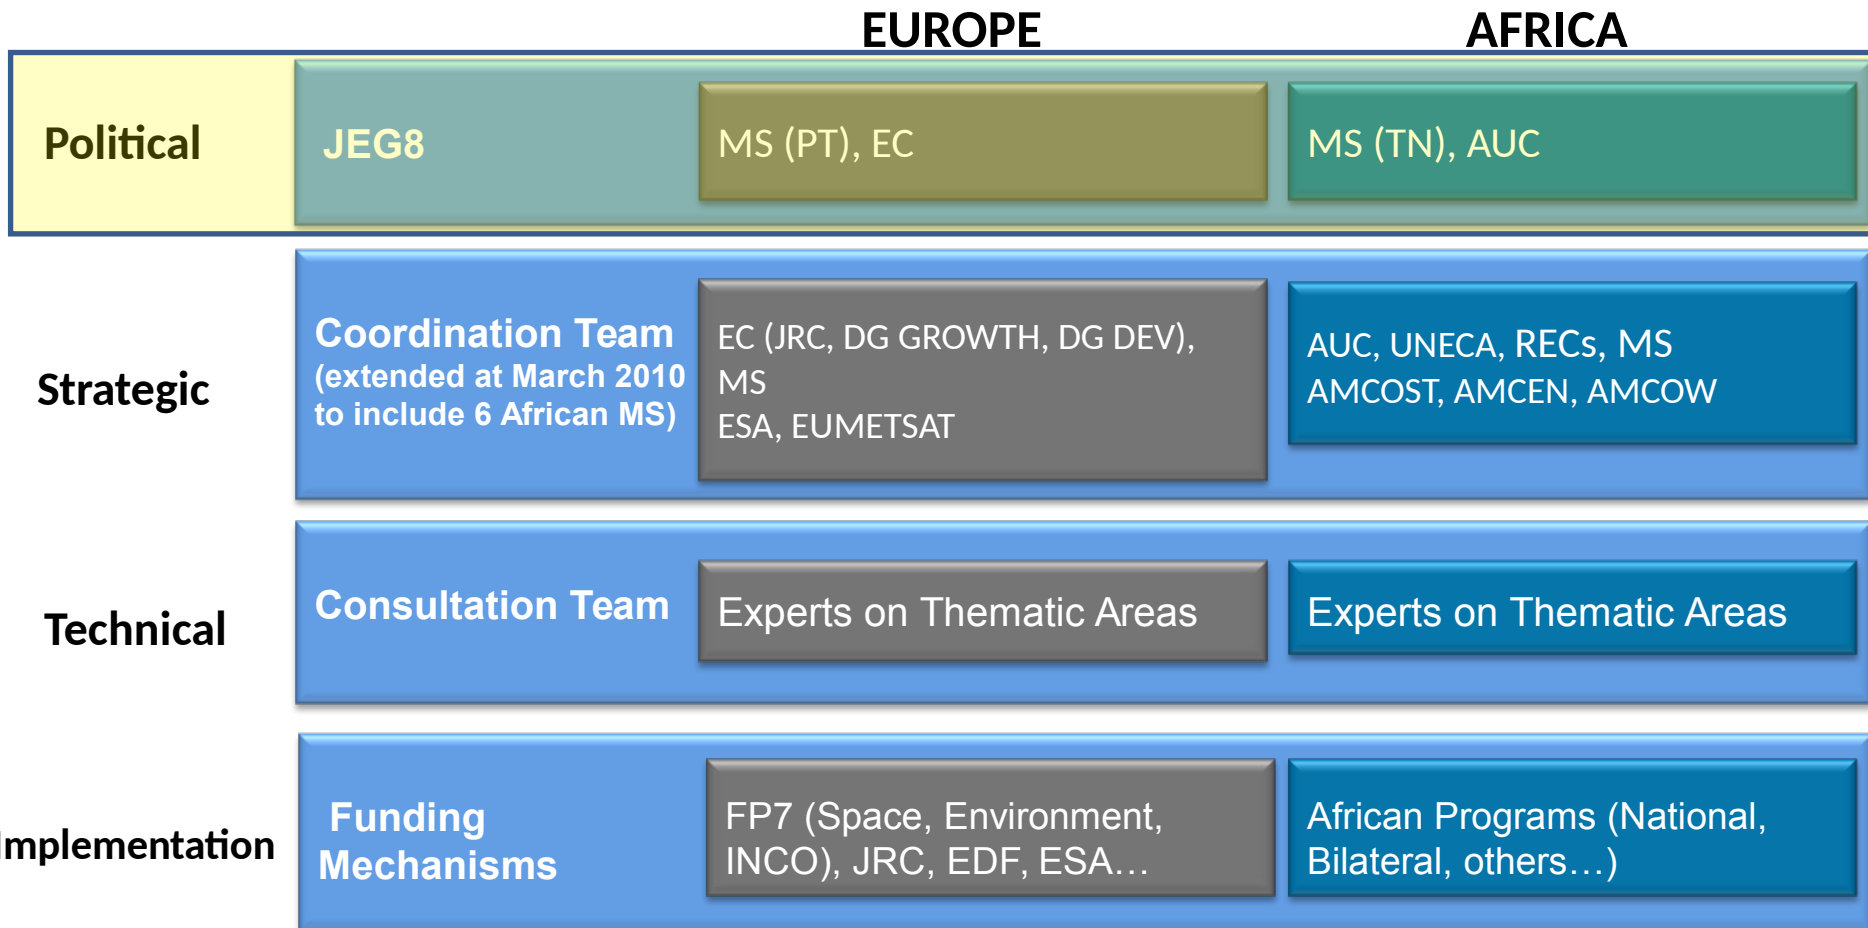 EUROPE
AFRICA
Political
JEG8
MS (PT), EC
MS (TN), AUC
Strategic
Coordination Team
(extended at March 2010
to include 6 African MS)
EC (JRC, DG GROWTH, DG DEV),
MS
ESA, EUMETSAT
AUC, UNECA, RECs, MS
AMCOST, AMCEN, AMCOW
Technical
Consultation Team
Experts on Thematic Areas
Experts on Thematic Areas
Implementation
Funding
Mechanisms
FP7 (Space, Environment,
INCO), JRC, EDF, ESA…
African Programs (National,
Bilateral, others…)